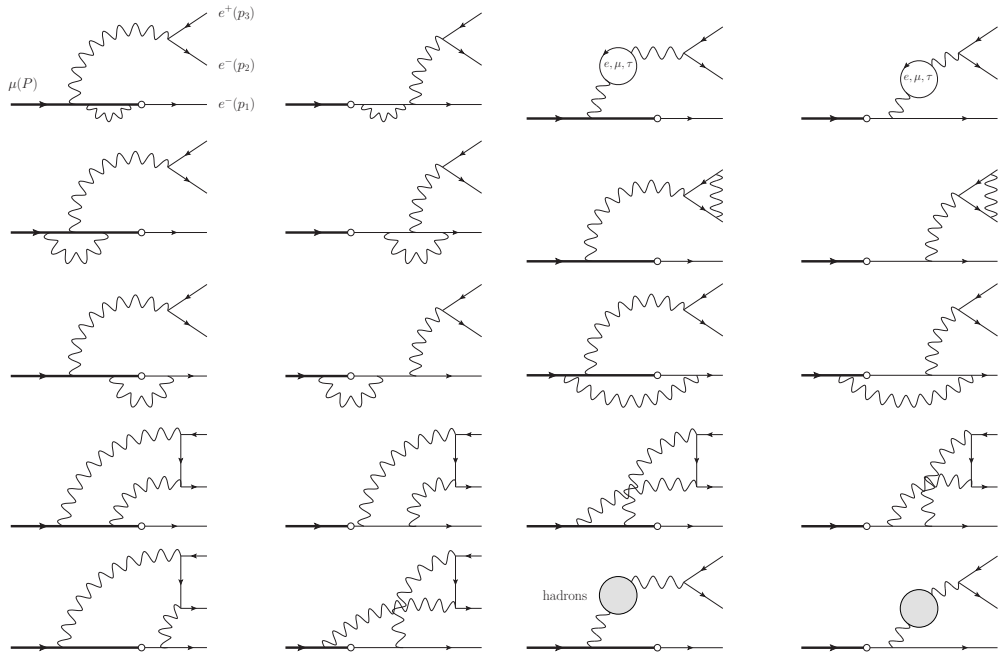 e⁺(p₃)
e⁻(p₂)
μ(P)
e⁻(p₁)
e, μ, τ
e, μ, τ
hadrons